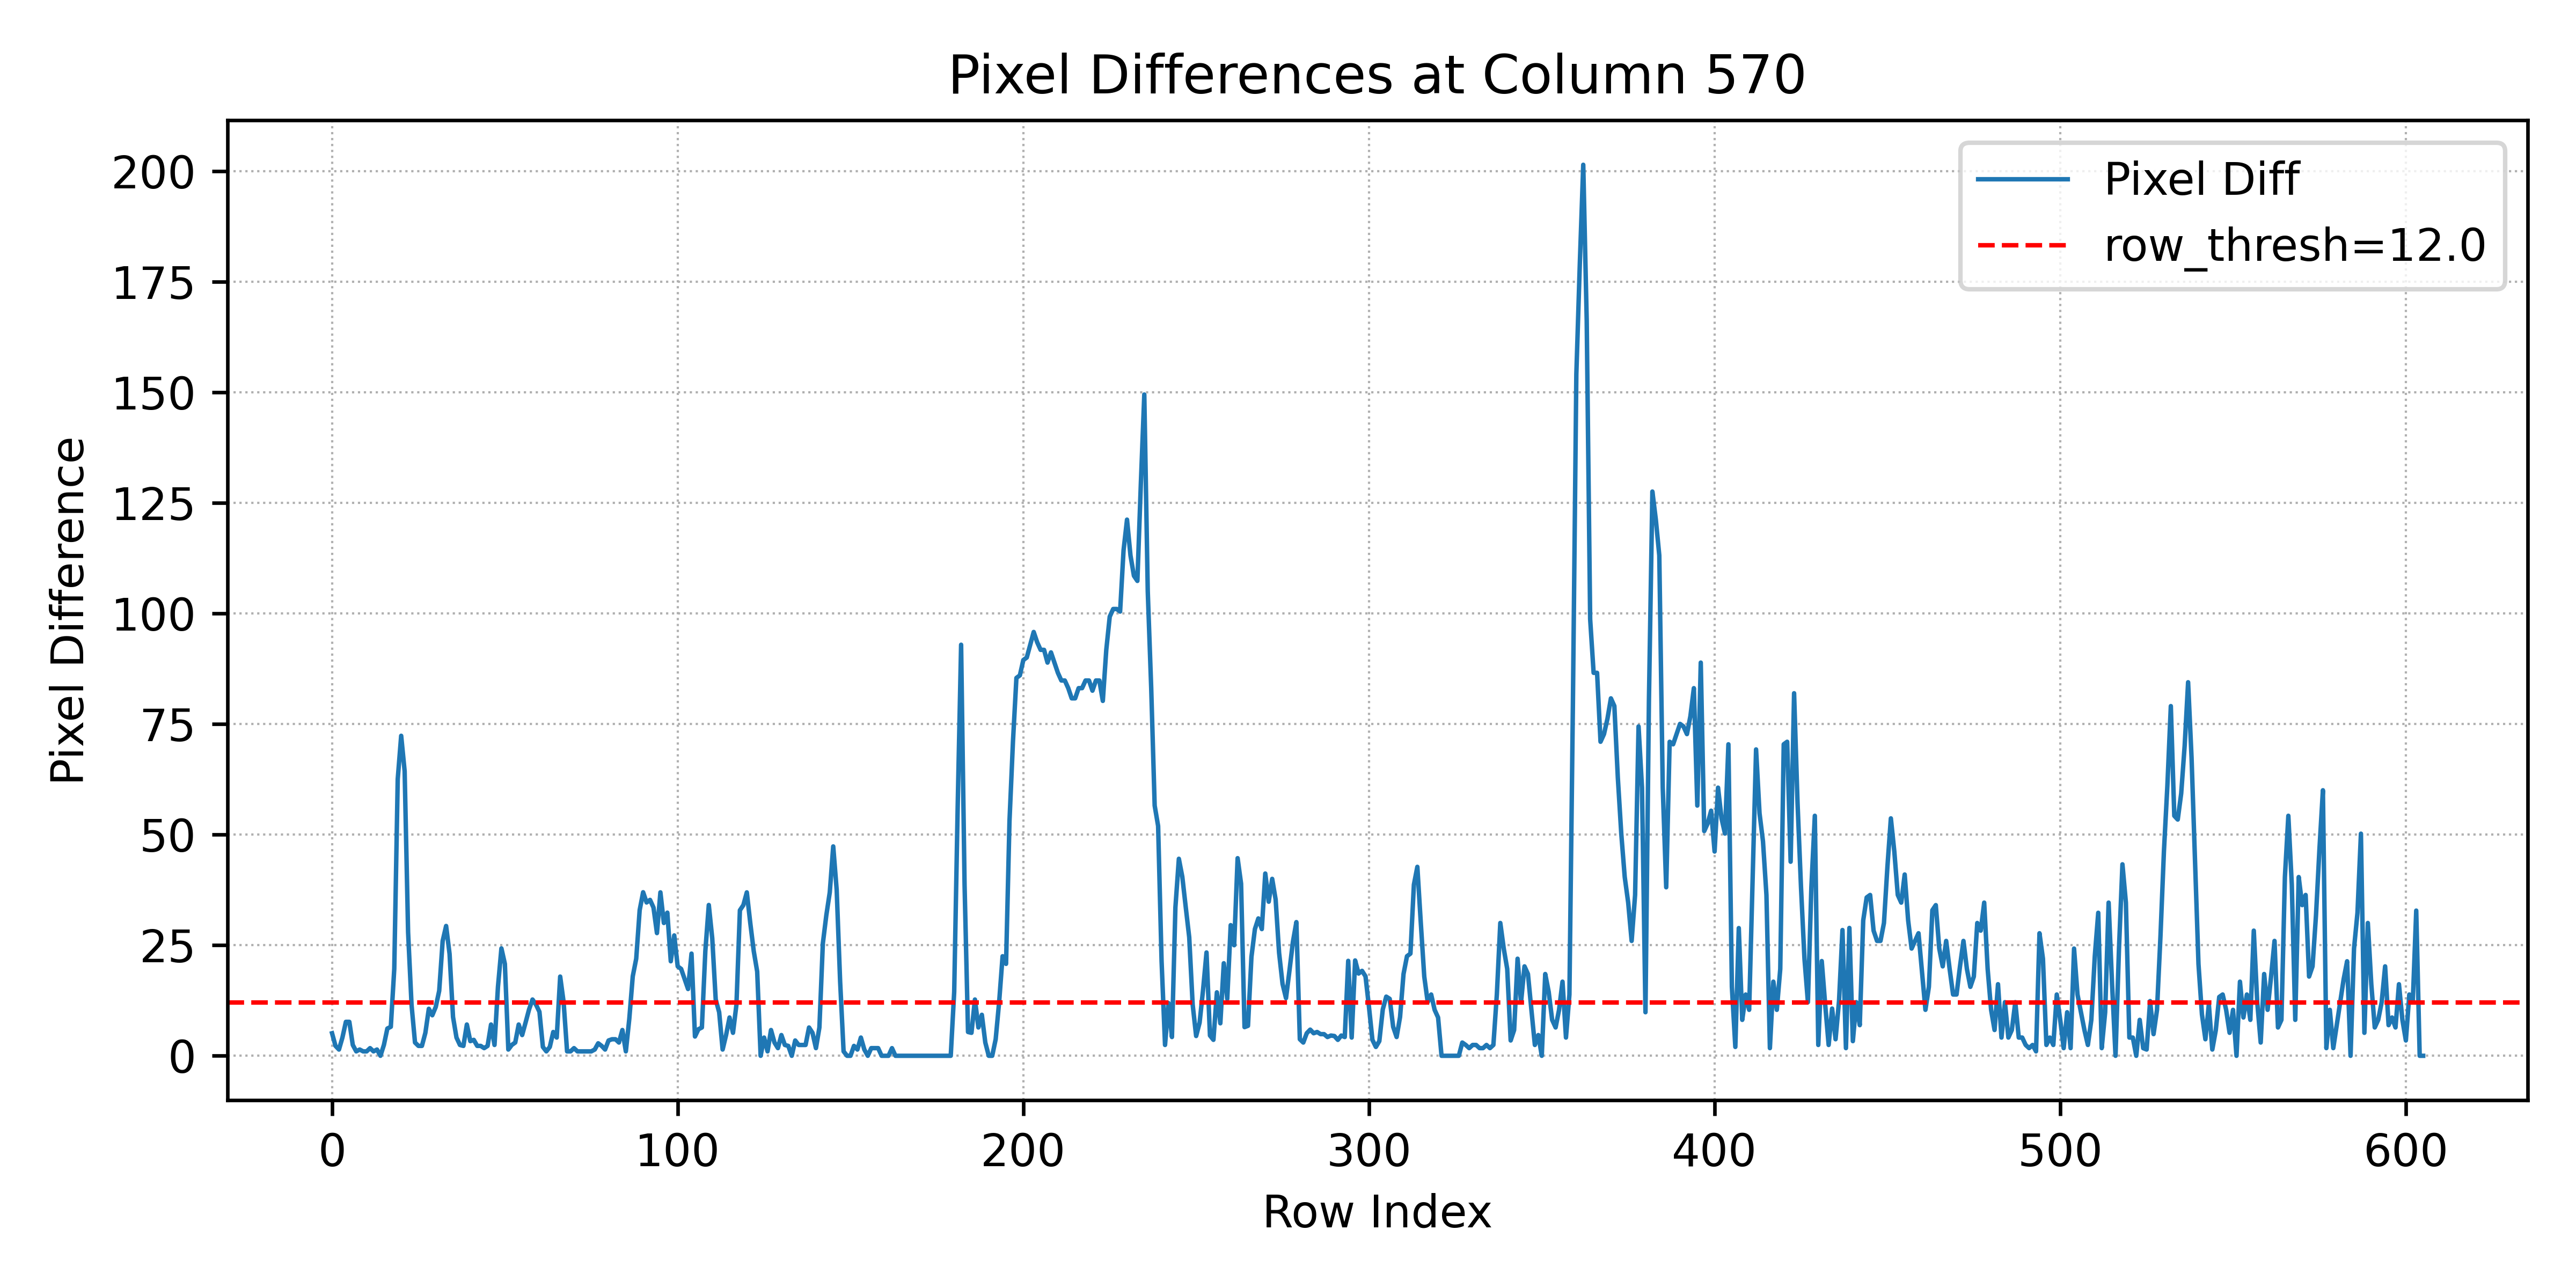 Pixel Differences at Column 570
Pixel Diff
row_thresh=12.0
200
175
150
125
100
75
50
25
0
Pixel Difference
0 100 200 300 400 500 600
Row Index